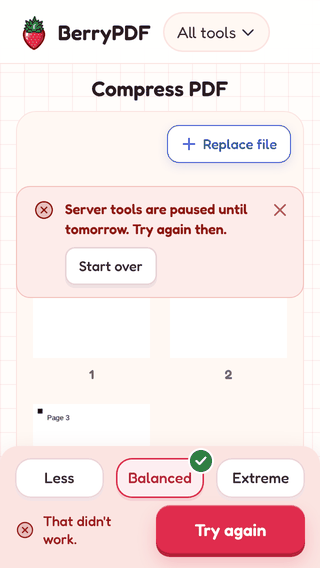 BerryPDF
All tools
Compress PDF
Replace file
Server tools are paused until
tomorrow. Try again then.
Start over
1
2
Page 3
Less
Balanced
Extreme
That didn't
work.
Try again